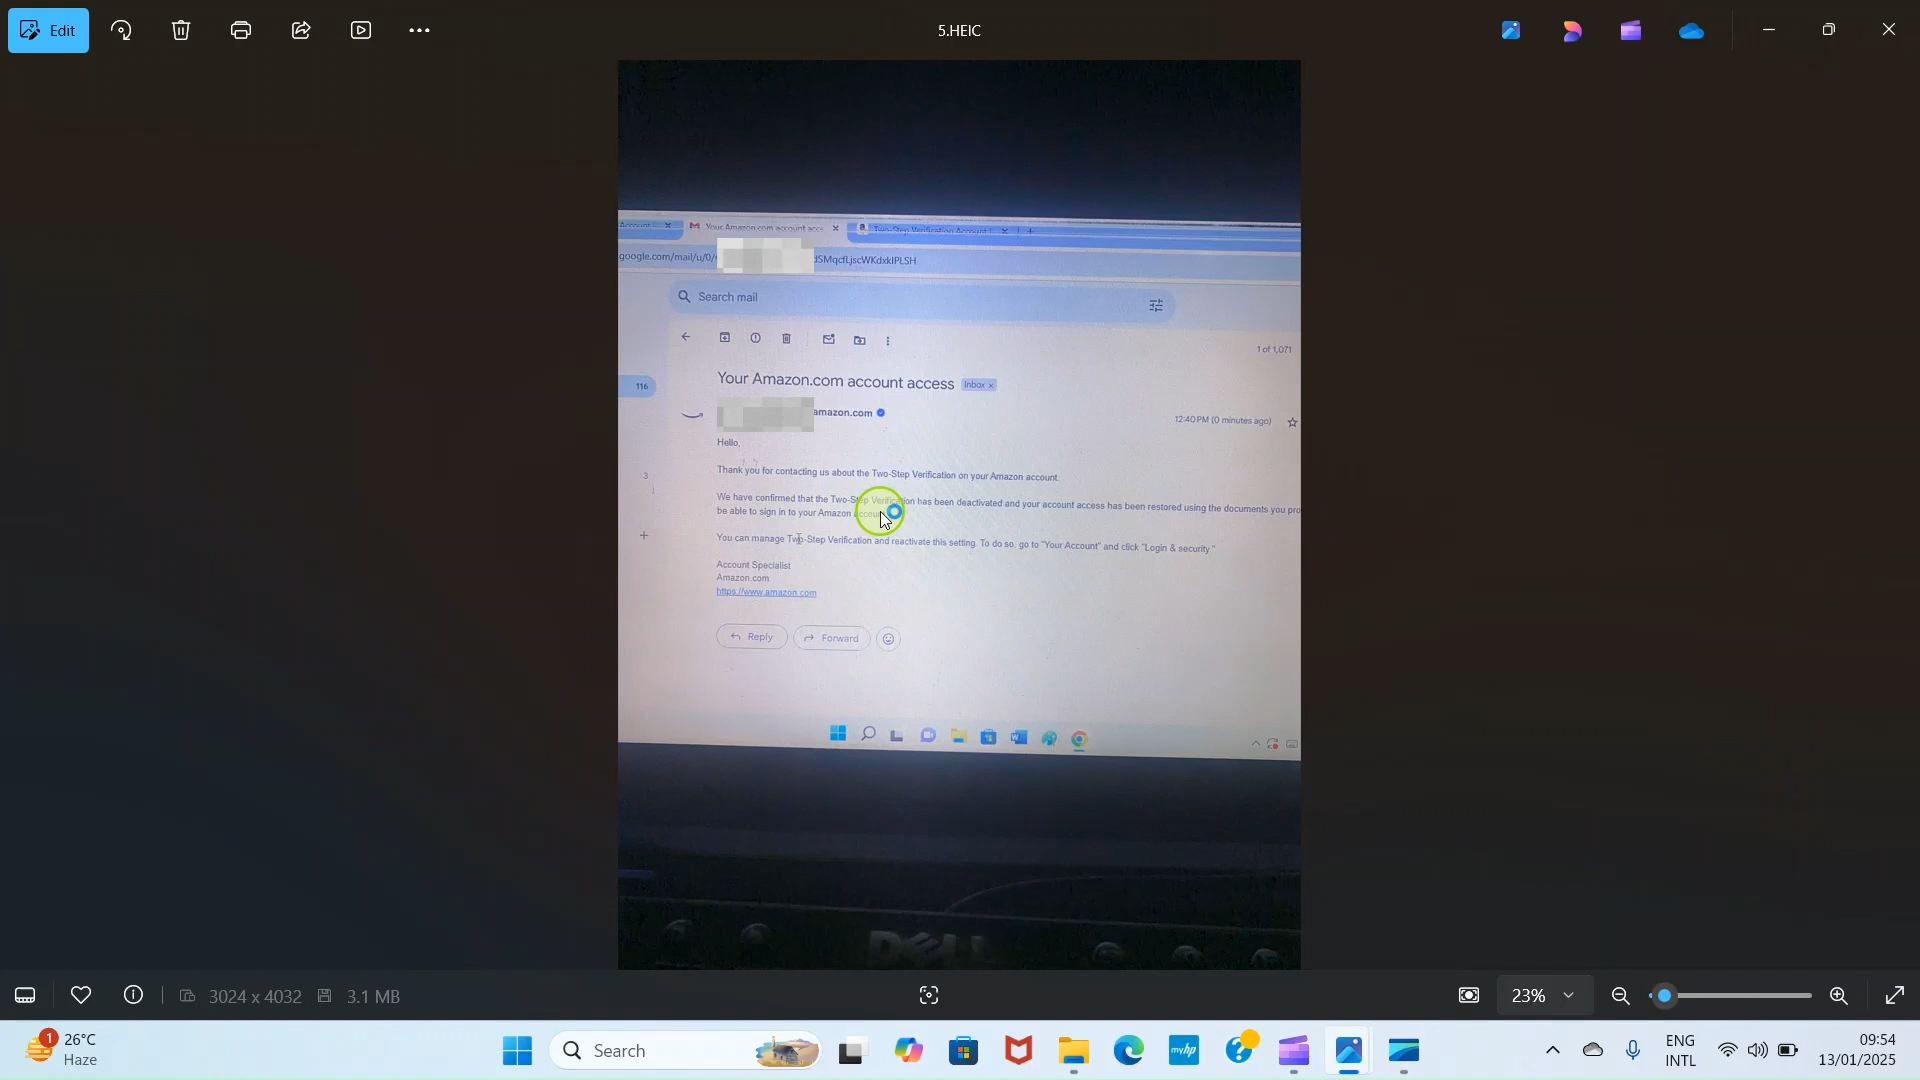 Edit
5.HEIC
Your Amazon.com account acce
Two-Step Verification Account
google.com/mail/u/0/
Search mail
1 of 1,071
116
Your Amazon.com account access Inbox x
amazon.com
12:40 PM (0 minutes ago)
Hello,
3
Thank you for contacting us about the Two-Step Verification on your Amazon account.
We have confirmed that the Two-Step Verification has been deactivated and your account access has been restored using the documents you pro
be able to sign in to your Amazon account
You can manage Two-Step Verification and reactivate this setting. To do so, go to "Your Account" and click "Login & security."
Account Specialist
Amazon.com
https://www.amazon.com
Reply
Forward
DELL
3024 x 4032
3.1 MB
23%
1
26°C
Haze
Search
myhp
ENG
INTL
09:54
13/01/2025